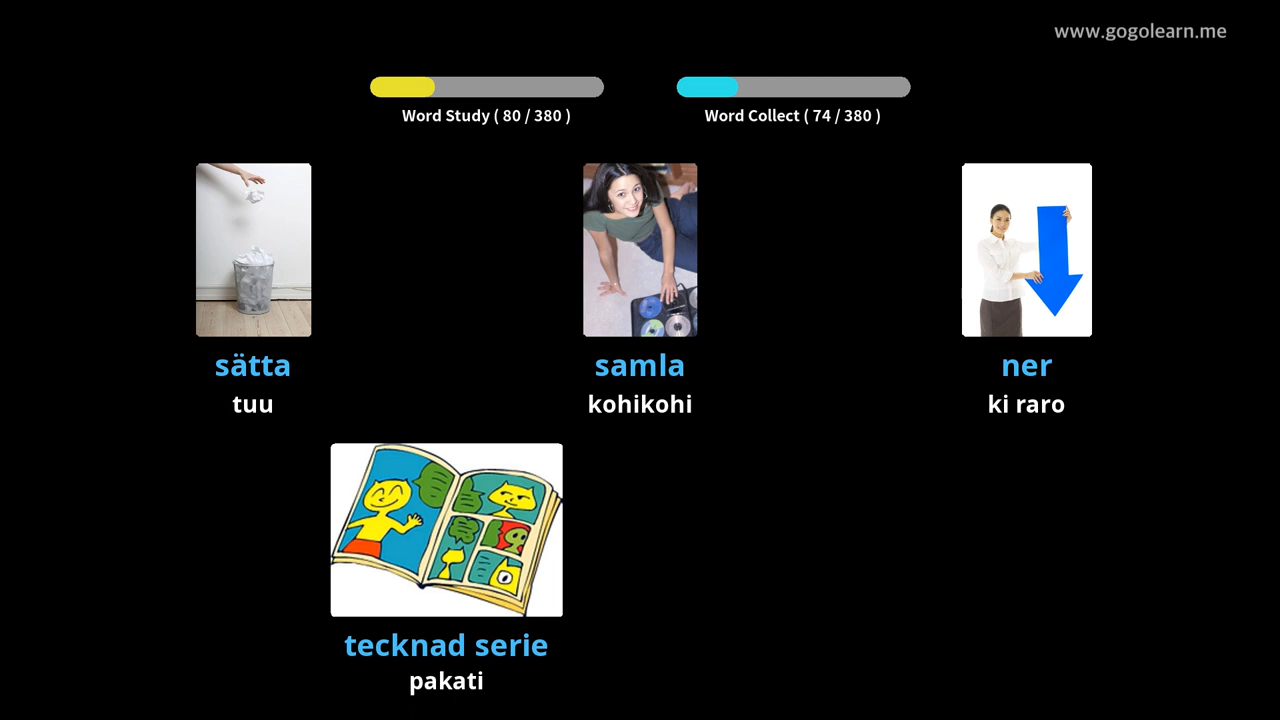 www.gogolearn.me
Word Study ( 80 / 380 )
Word Collect ( 74 / 380 )
sätta
tuu
samla
kohikohi
ner
ki raro
tecknad serie
pakati